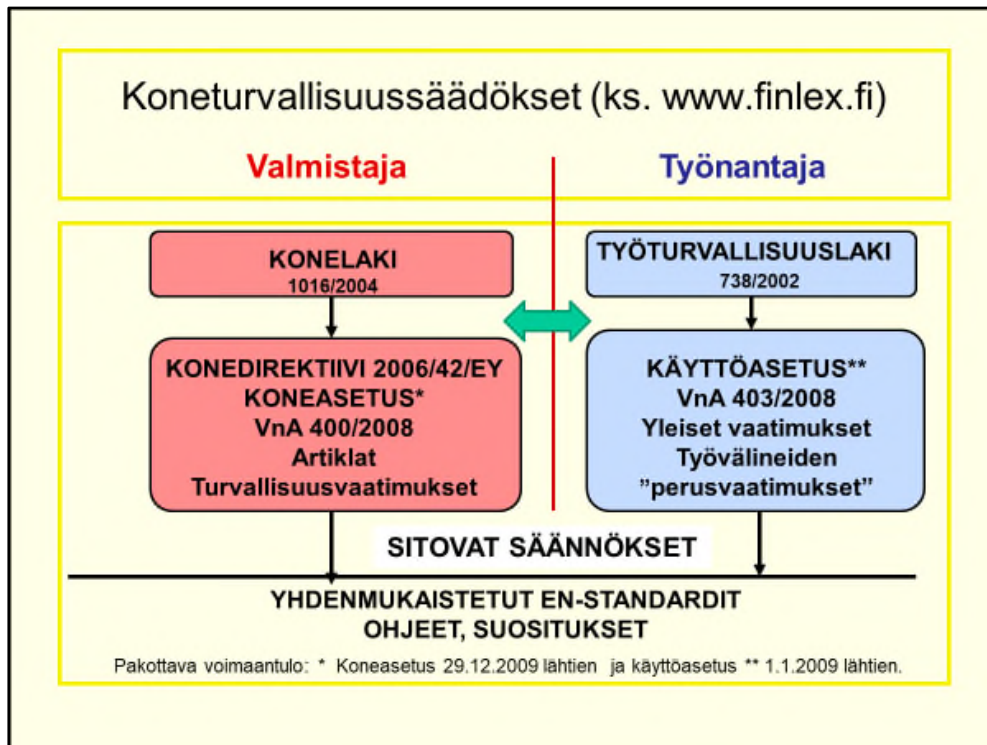 Koneturvallisuussäädökset (ks. www.finlex.fi)
Valmistaja
Työnantaja
KONELAKI
1016/2004
TYÖTURVALLISUUSLAKI
738/2002
KONEDIREKTIIVI 2006/42/EY
KONEASETUS*
VnA 400/2008
Artiklat
Turvallisuusvaatimukset
KÄYTTÖASETUS**
VnA 403/2008
Yleiset vaatimukset
Työvälineiden
”perusvaatimukset”
SITOVAT SÄÄNNÖKSET
YHDENMUKAISTETUT EN-STANDARDIT
OHJEET, SUOSITUKSET
Pakottava voimaantulo: * Koneasetus 29.12.2009 lähtien ja käyttöasetus ** 1.1.2009 lähtien.